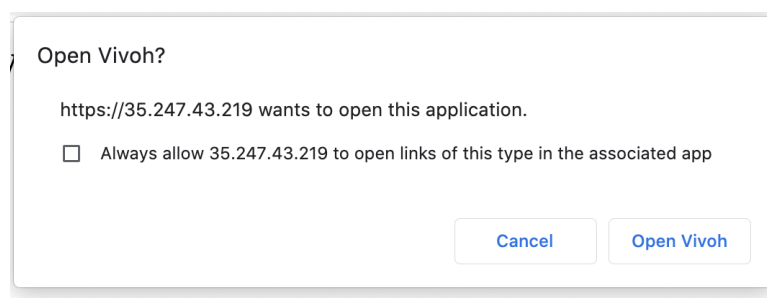 Open Vivoh?
https://35.247.43.219 wants to open this application.
Always allow 35.247.43.219 to open links of this type in the associated app
Cancel
Open Vivoh